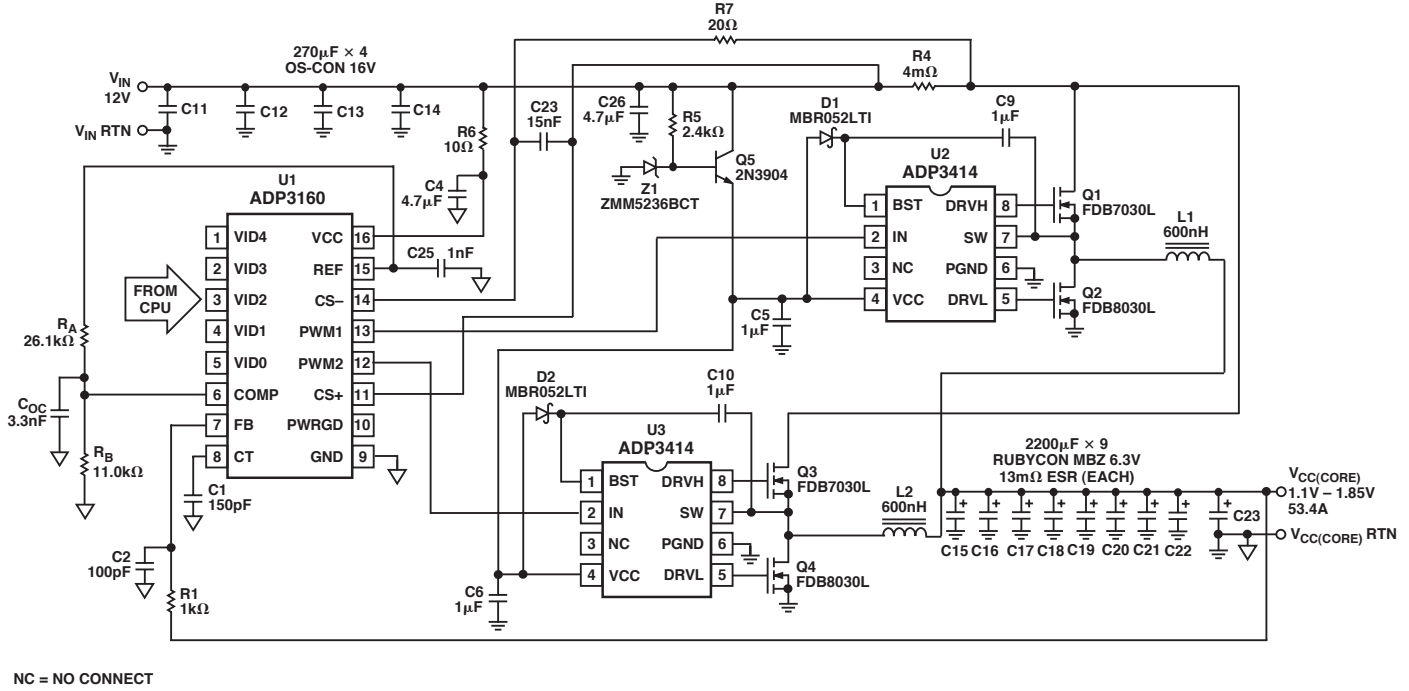 R7
20Ω
270μF × 4
OS-CON 16V
R4
4mΩ
VIN
12V
C11
C12
C13
C14
VIN RTN
R6
10Ω
C23
15nF
C26
4.7μF
R5
2.4kΩ
D1
MBR052LTI
C9
1μF
Q5
2N3904
Z1
ZMM5236BCT
C4
4.7μF
U1
ADP3160
1 VID4 VCC 16
2 VID3 REF 15
3 VID2 CS– 14
4 VID1 PWM1 13
5 VID0 PWM2 12
6 COMP CS+ 11
7 FB PWRGD 10
8 CT GND 9
FROM
CPU
C25 1nF
U2
ADP3414
1 BST DRVH 8
2 IN SW 7
3 NC PGND 6
4 VCC DRVL 5
Q1
FDB7030L
L1
600nH
Q2
FDB8030L
C5
1μF
RA
26.1kΩ
COC
3.3nF
RB
11.0kΩ
C1
150pF
C2
100pF
R1
1kΩ
D2
MBR052LTI
C10
1μF
U3
ADP3414
1 BST DRVH 8
2 IN SW 7
3 NC PGND 6
4 VCC DRVL 5
Q3
FDB7030L
L2
600nH
Q4
FDB8030L
C6
1μF
2200μF × 9
RUBYCON MBZ 6.3V
13mΩ ESR (EACH)
+ + + + + + + + +
C15 C16 C17 C18 C19 C20 C21 C22
C23
VCC(CORE)
1.1V – 1.85V
53.4A
VCC(CORE) RTN
NC = NO CONNECT